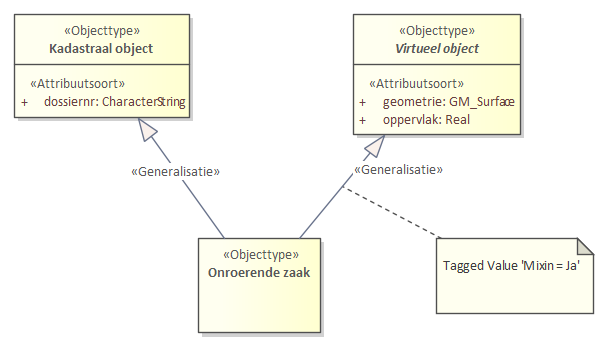 «Objecttype»
Kadastraal object
«Attribuutsoort»
+ dossiernr: CharacterString
«Objecttype»
Virtueel object
«Attribuutsoort»
+ geometrie: GM_Surface
+ oppervlak: Real
«Generalisatie»
«Generalisatie»
«Objecttype»
Onroerende zaak
Tagged Value 'Mixin = Ja'